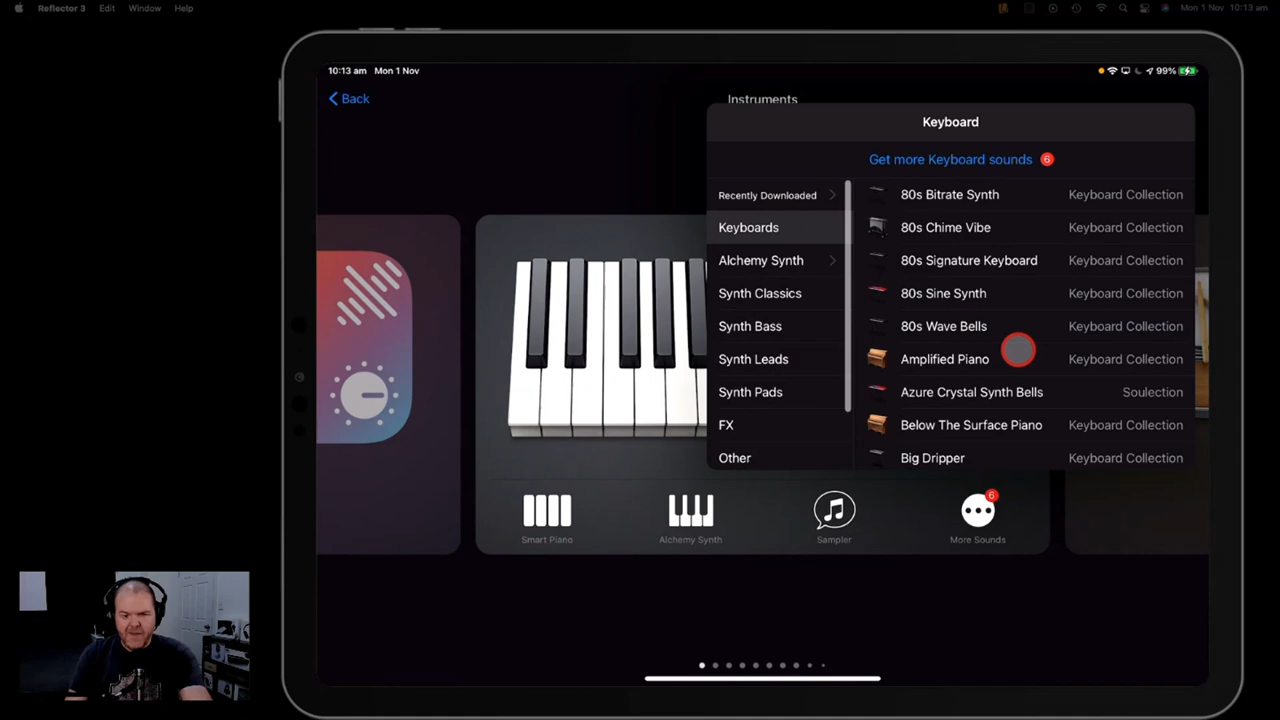 Reflector 3 Edit Window Help Mon 1 Nov 10:13 am
10:13 am Mon 1 Nov 99%
Back
Instruments
Keyboard
Get more Keyboard sounds 6
Recently Downloaded
Keyboards
Alchemy Synth
Synth Classics
Synth Bass
Synth Leads
Synth Pads
FX
Other
80s Bitrate Synth Keyboard Collection
80s Chime Vibe Keyboard Collection
80s Signature Keyboard Keyboard Collection
80s Sine Synth Keyboard Collection
80s Wave Bells Keyboard Collection
Amplified Piano Keyboard Collection
Azure Crystal Synth Bells Soulection
Below The Surface Piano Keyboard Collection
Big Dripper Keyboard Collection
Smart Piano
Alchemy Synth
Sampler
6
More Sounds